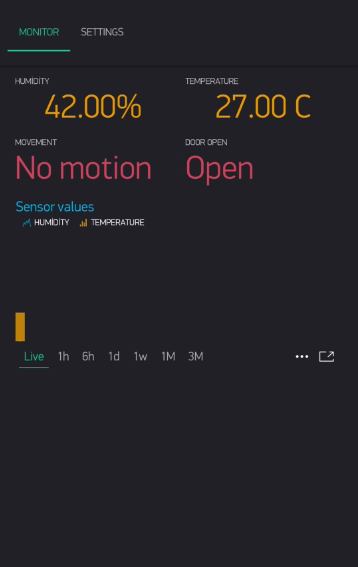 MONITOR SETTINGS
HUMIDITY TEMPERATURE
42.00% 27.00 C
MOVEMENT DOOR OPEN
No motion Open
Sensor values
HUMIDITY TEMPERATURE
Live 1h 6h 1d 1w 1M 3M